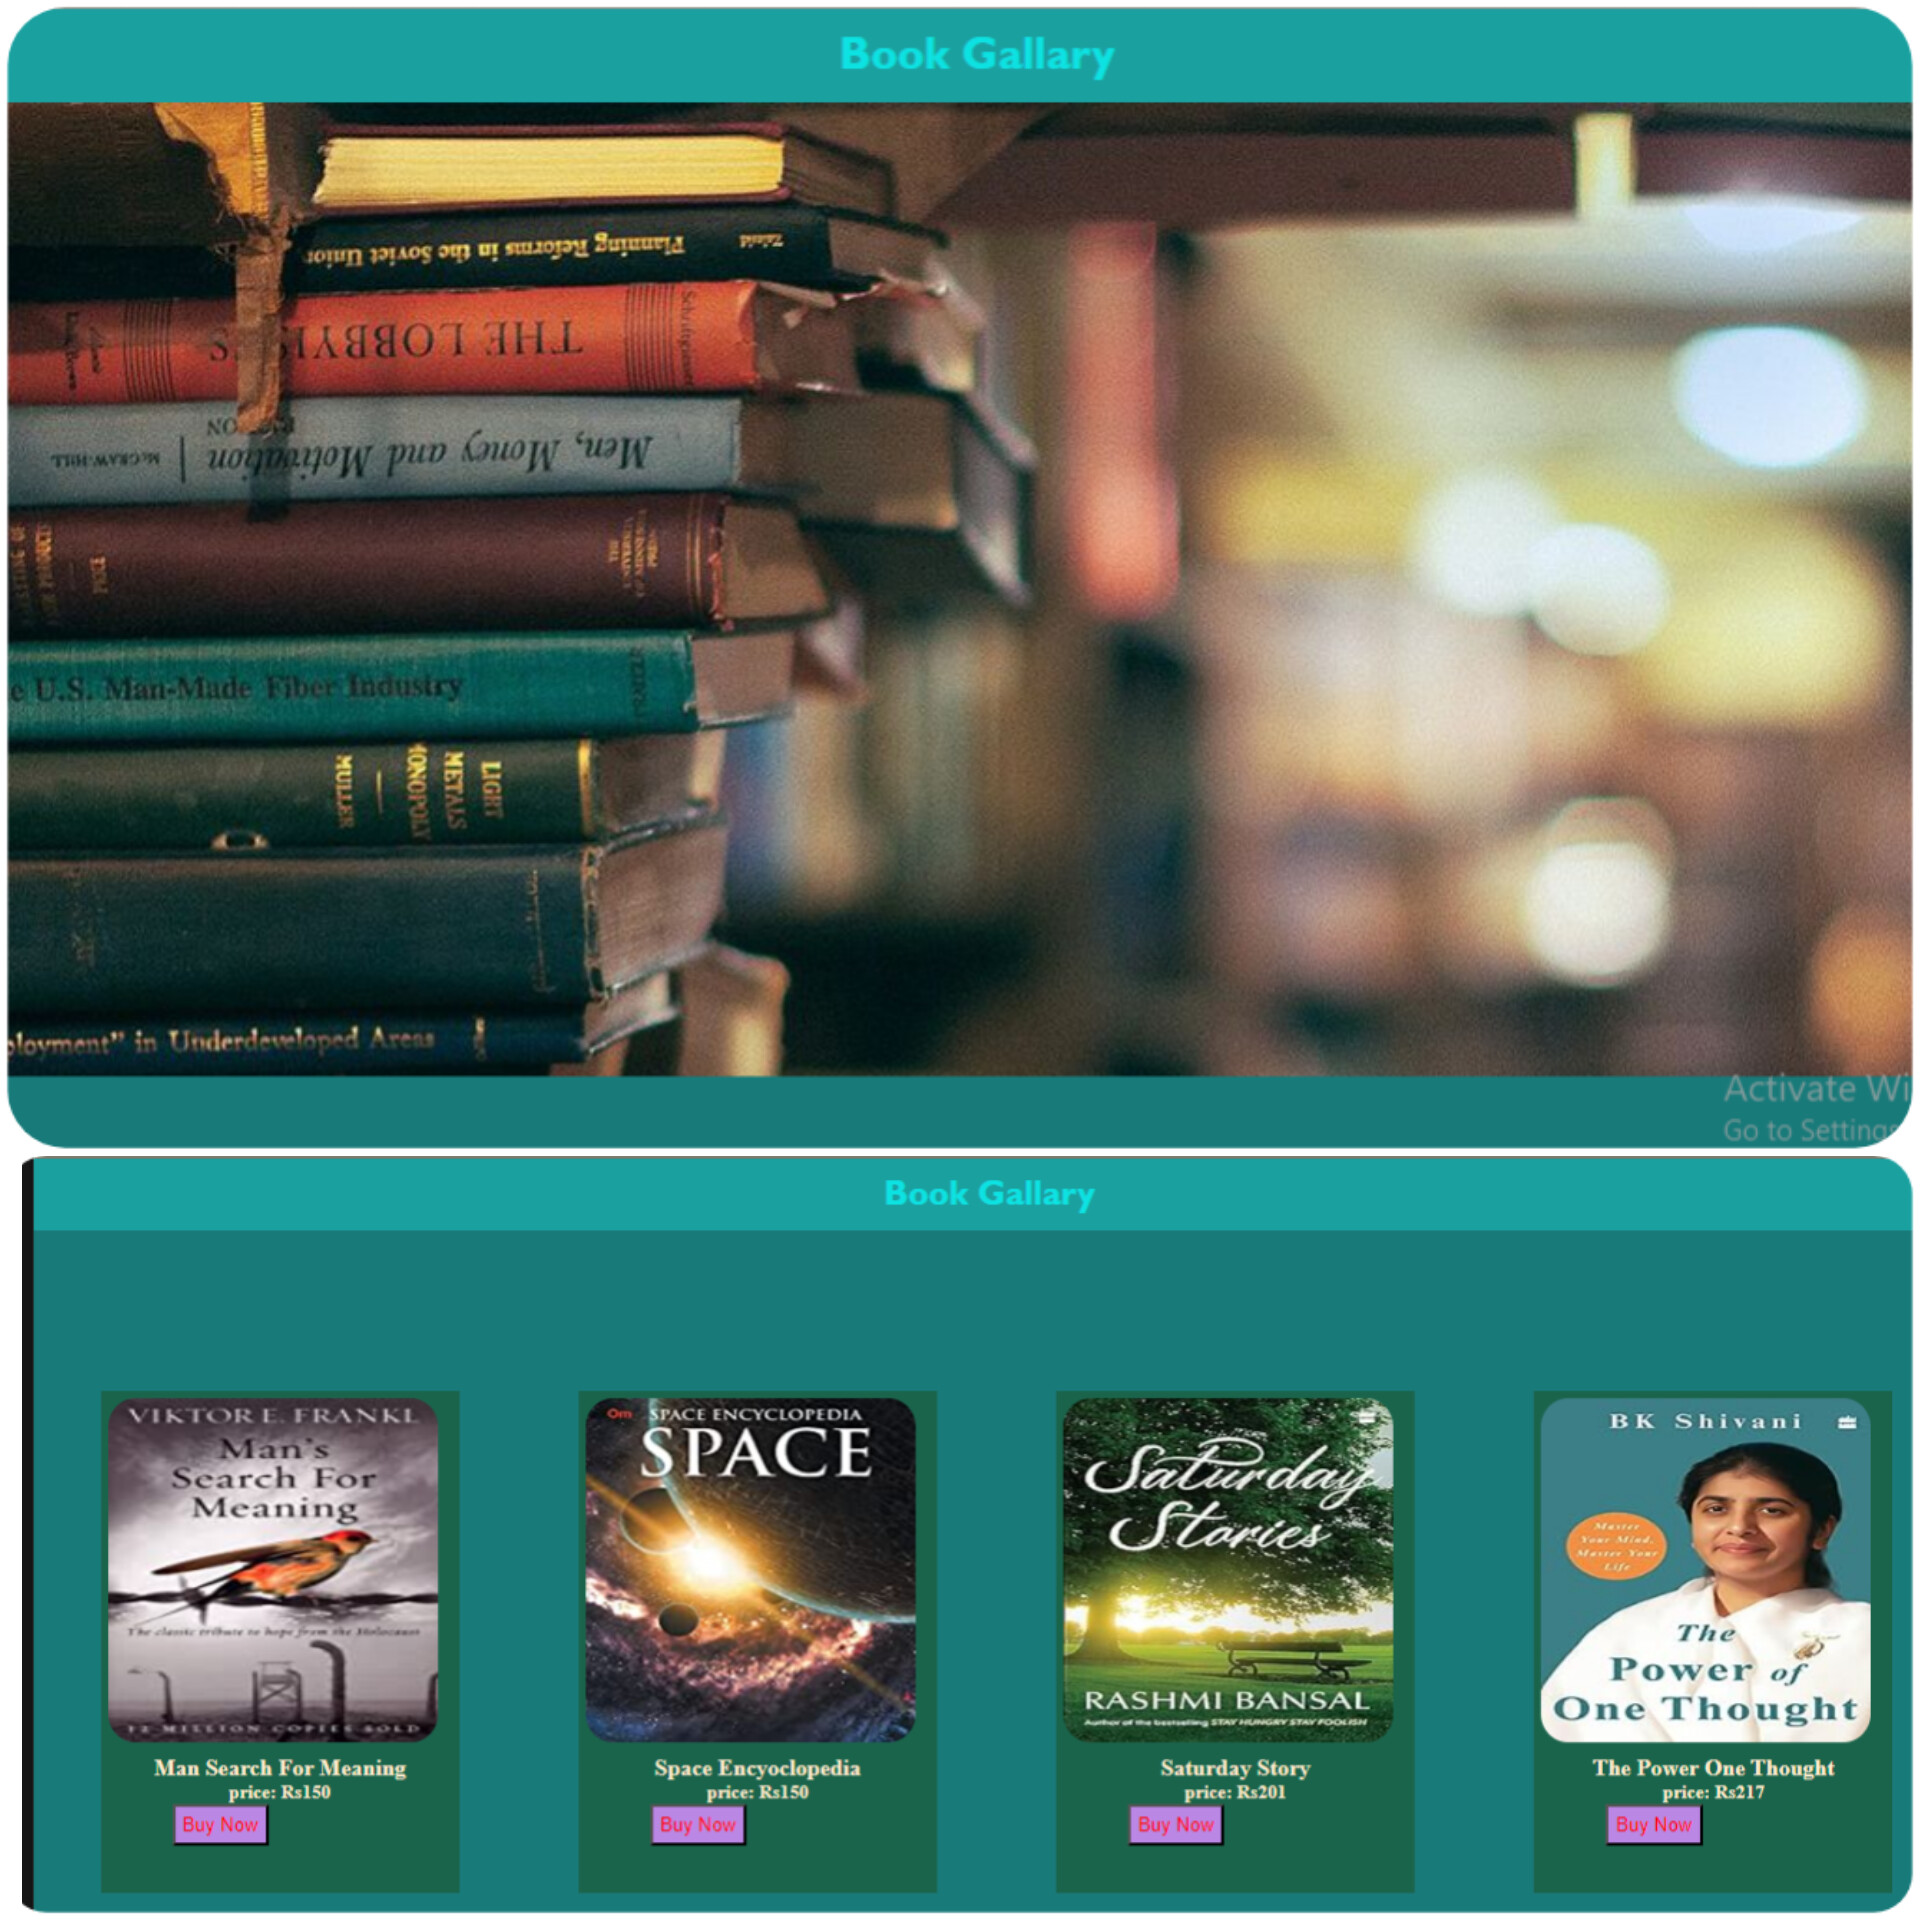 Book Gallary
Planning Reforms in the Soviet Union
THE LOBBYISTS
Schriftgiesser
Men, Money and Motivation
McGRAW-HILL
e U.S. Man-Made Fiber Industry
LIGHT
METALS
MONOPOLY
MULLER
ployment" in Underdeveloped Areas
Activate Wi
Go to Settings
Book Gallary
VIKTOR E. FRANKL
Man's
Search For
Meaning
The classic tribute to hope from the Holocaust
12 MILLION COPIES SOLD
Man Search For Meaning
price: Rs150
Buy Now
Om
SPACE ENCYCLOPEDIA
SPACE
Space Encyoclopedia
price: Rs150
Buy Now
Saturday
Stories
RASHMI BANSAL
Author of the bestselling STAY HUNGRY STAY FOOLISH
Saturday Story
price: Rs201
Buy Now
BK Shivani
Master
Your Mind,
Master Your
Life
The
Power of
One Thought
The Power One Thought
price: Rs217
Buy Now